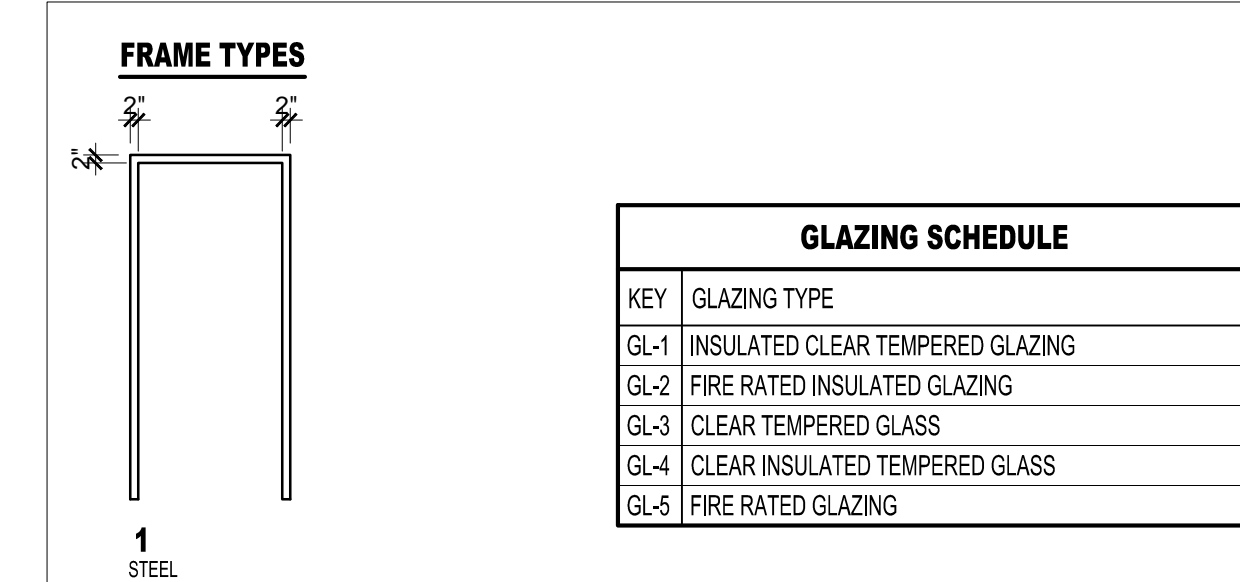 FRAME TYPES
2" 2"
2"
1
STEEL
GLAZING SCHEDULE
KEY GLAZING TYPE
GL-1 INSULATED CLEAR TEMPERED GLAZING
GL-2 FIRE RATED INSULATED GLAZING
GL-3 CLEAR TEMPERED GLASS
GL-4 CLEAR INSULATED TEMPERED GLASS
GL-5 FIRE RATED GLAZING